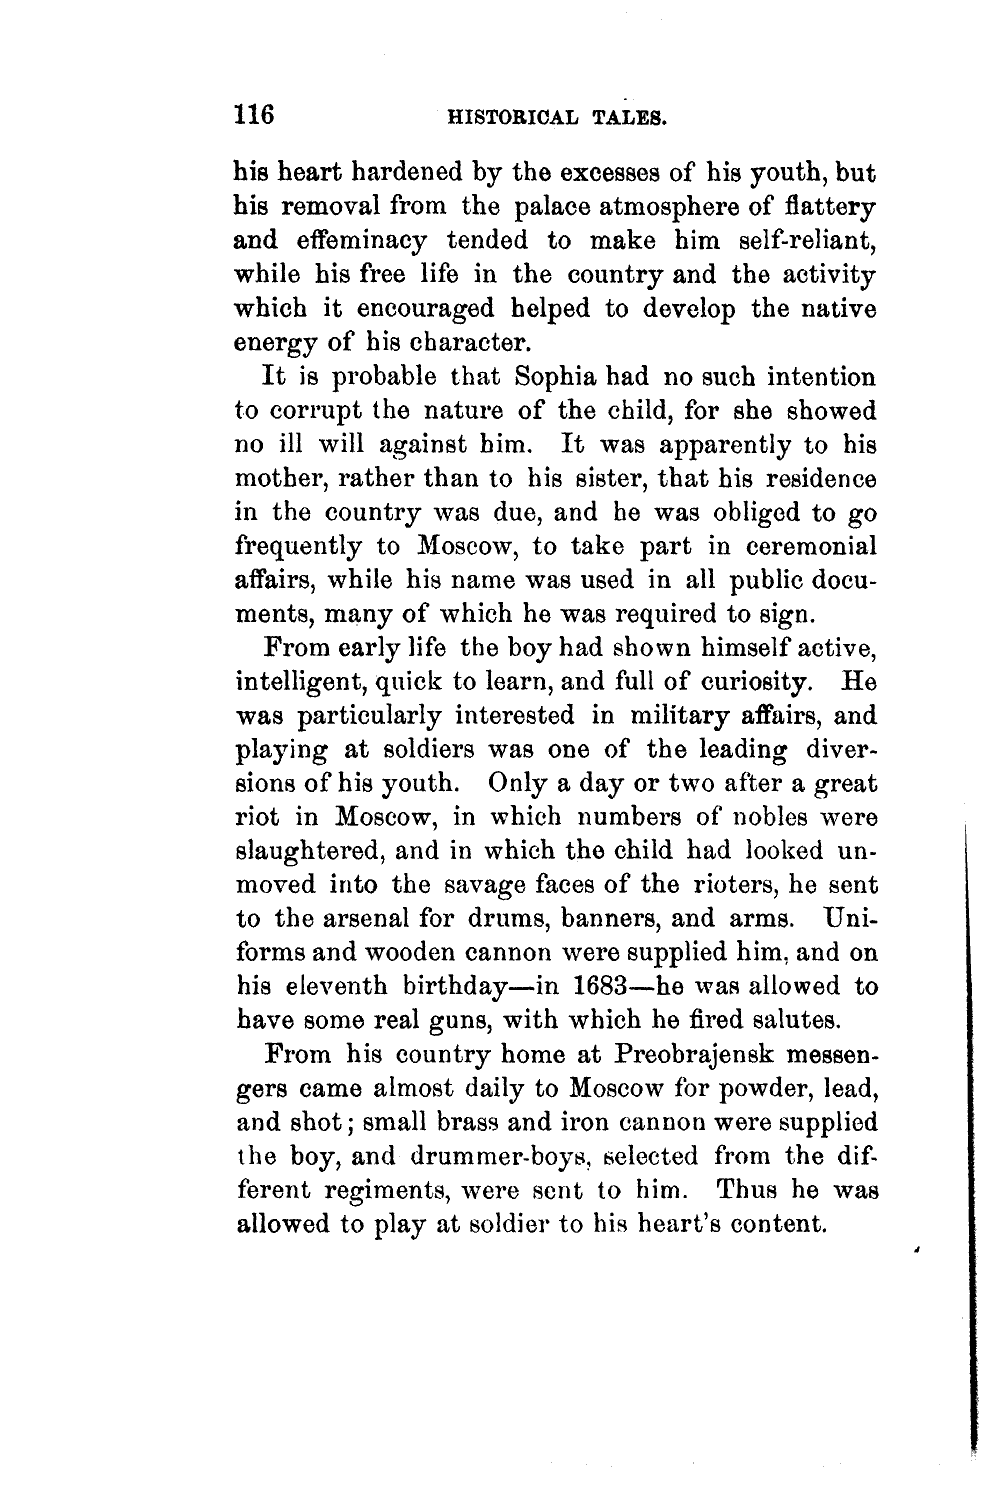 116 HISTORICAL TALES.
his heart hardened by the excesses of his youth, but
his removal from the palace atmosphere of flattery
and effeminacy tended to make him self-reliant,
while his free life in the country and the activity
which it encouraged helped to develop the native
energy of his character.
It is probable that Sophia had no such intention
to corrupt the nature of the child, for she showed
no ill will against him. It was apparently to his
mother, rather than to his sister, that his residence
in the country was due, and he was obliged to go
frequently to Moscow, to take part in ceremonial
affairs, while his name was used in all public docu-
ments, many of which he was required to sign.
From early life the boy had shown himself active,
intelligent, quick to learn, and full of curiosity. He
was particularly interested in military affairs, and
playing at soldiers was one of the leading diver-
sions of his youth. Only a day or two after a great
riot in Moscow, in which numbers of nobles were
slaughtered, and in which the child had looked un-
moved into the savage faces of the rioters, he sent
to the arsenal for drums, banners, and arms. Uni-
forms and wooden cannon were supplied him, and on
his eleventh birthday—in 1683—he was allowed to
have some real guns, with which he fired salutes.
From his country home at Preobrajensk messen-
gers came almost daily to Moscow for powder, lead,
and shot; small brass and iron cannon were supplied
the boy, and drummer-boys, selected from the dif-
ferent regiments, were sent to him. Thus he was
allowed to play at soldier to his heart's content.